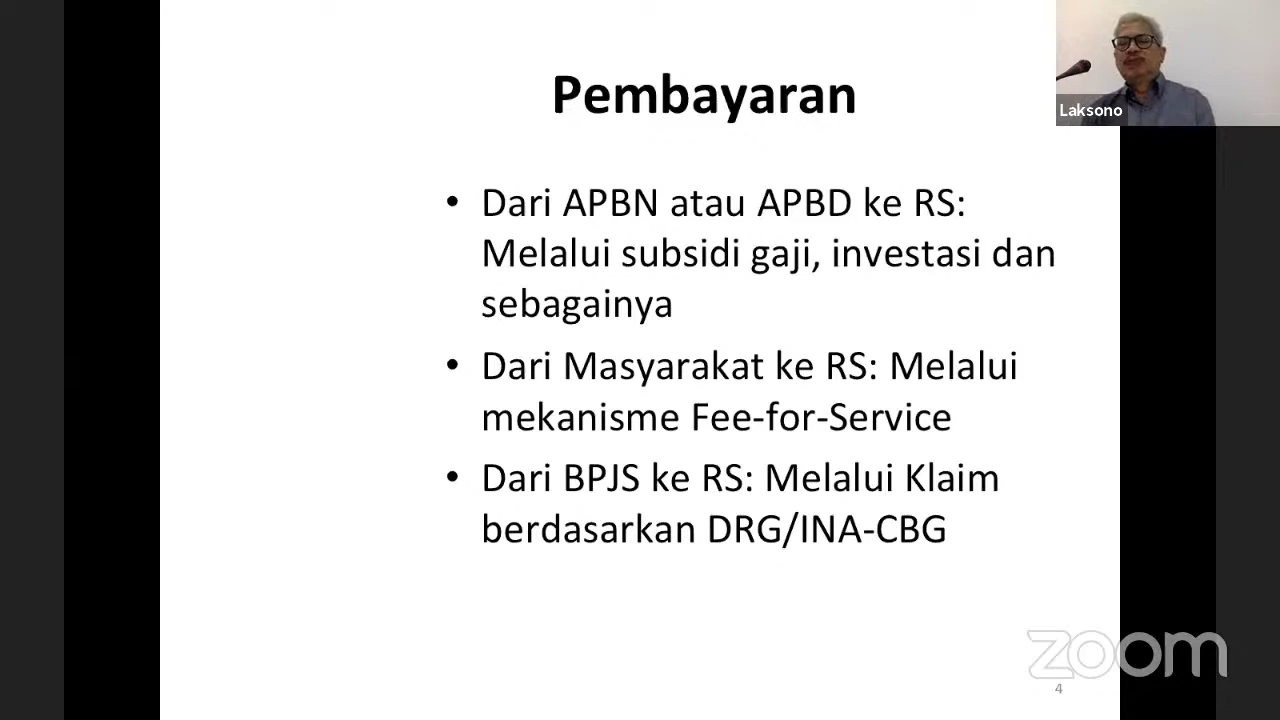 Pembayaran
Laksono
• Dari APBN atau APBD ke RS:
Melalui subsidi gaji, investasi dan
sebagainya
• Dari Masyarakat ke RS: Melalui
mekanisme Fee-for-Service
• Dari BPJS ke RS: Melalui Klaim
berdasarkan DRG/INA-CBG
zoom
4